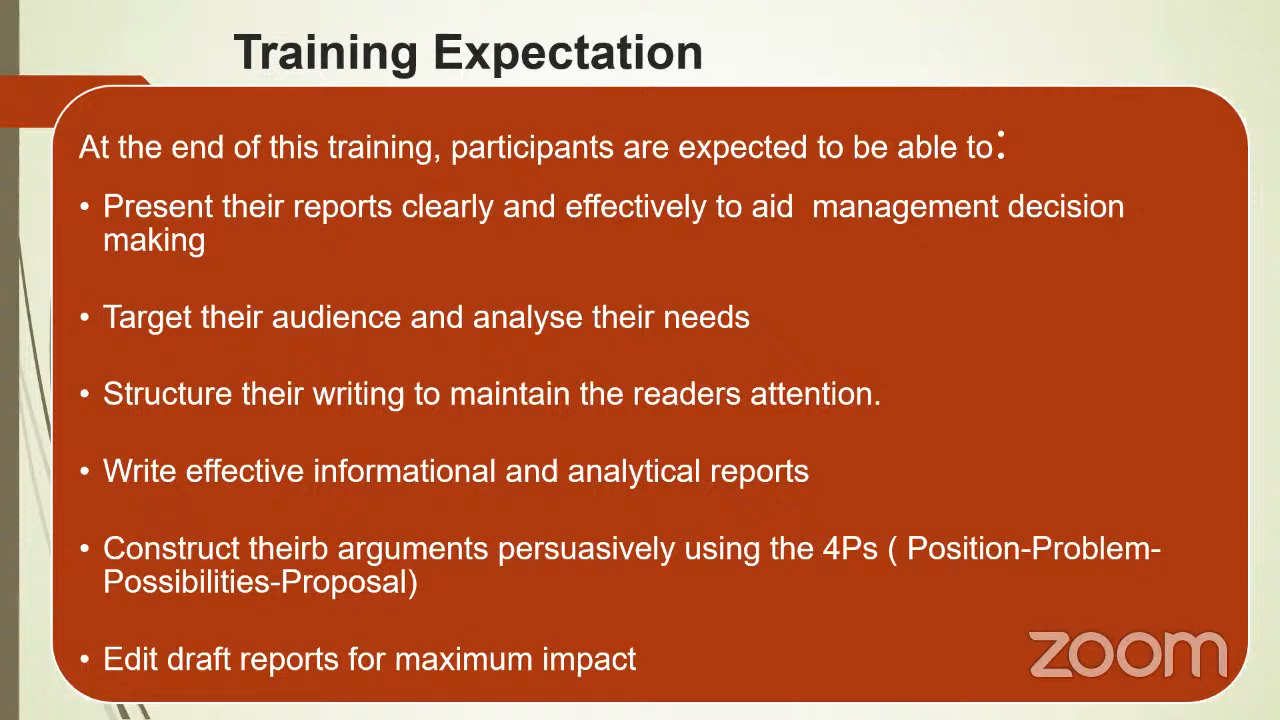 Training Expectation
At the end of this training, participants are expected to be able to:
• Present their reports clearly and effectively to aid  management decision
making
• Target their audience and analyse their needs
• Structure their writing to maintain the readers attention.
• Write effective informational and analytical reports
• Construct theirb arguments persuasively using the 4Ps ( Position-Problem-
Possibilities-Proposal)
• Edit draft reports for maximum impact
zoom